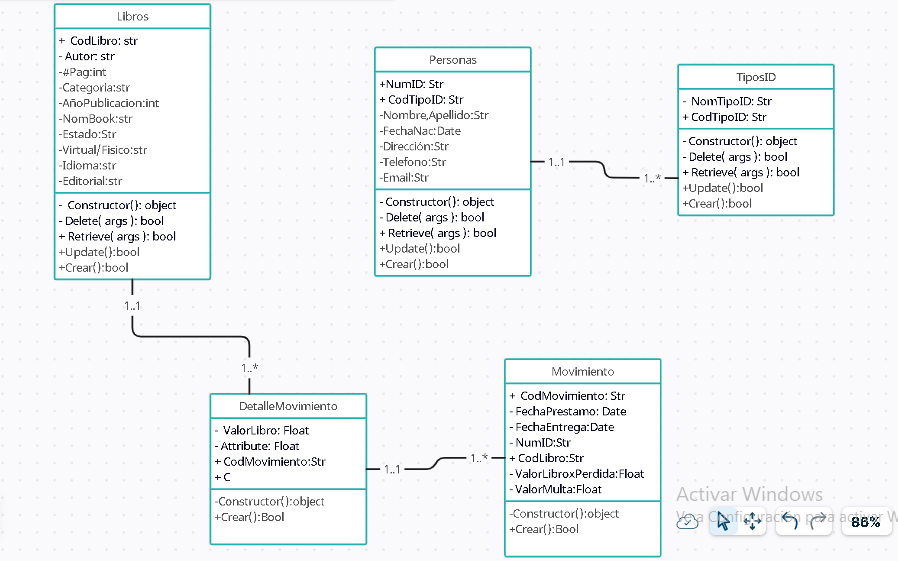 Libros
+ CodLibro: str
- Autor: str
-#Pag:int
-Categoria:str
-AñoPublicacion:int
-NomBook:str
-Estado:Str
-Virtual/Fisico:str
-Idioma:str
-Editorial:str
- Constructor(): object
- Delete( args ): bool
+ Retrieve( args ): bool
+Update():bool
+Crear():bool
1..1
1..*
Personas
+NumID: Str
+ CodTipoID: Str
-Nombre,Apellido:Str
-FechaNac:Date
-Dirección:Str
-Telefono:Str
-Email:Str
- Constructor(): object
- Delete( args ): bool
+ Retrieve( args ): bool
+Update():bool
+Crear():bool
1..1
1..*
TiposID
- NomTipoID: Str
+ CodTipoID: Str
- Constructor(): object
- Delete( args ): bool
+ Retrieve( args ): bool
+Update():bool
+Crear():bool
DetalleMovimiento
- ValorLibro: Float
- Attribute: Float
+ CodMovimiento:Str
+ C
-Constructor():object
+Crear():Bool
1..1
1..*
Movimiento
+ CodMovimiento: Str
- FechaPrestamo: Date
- FechaEntrega:Date
- NumID:Str
+ CodLibro:Str
- ValorLibroxPerdida:Float
- ValorMulta:Float
-Constructor():object
+Crear():Bool
Activar Windows
a Configuración para activar W
86%